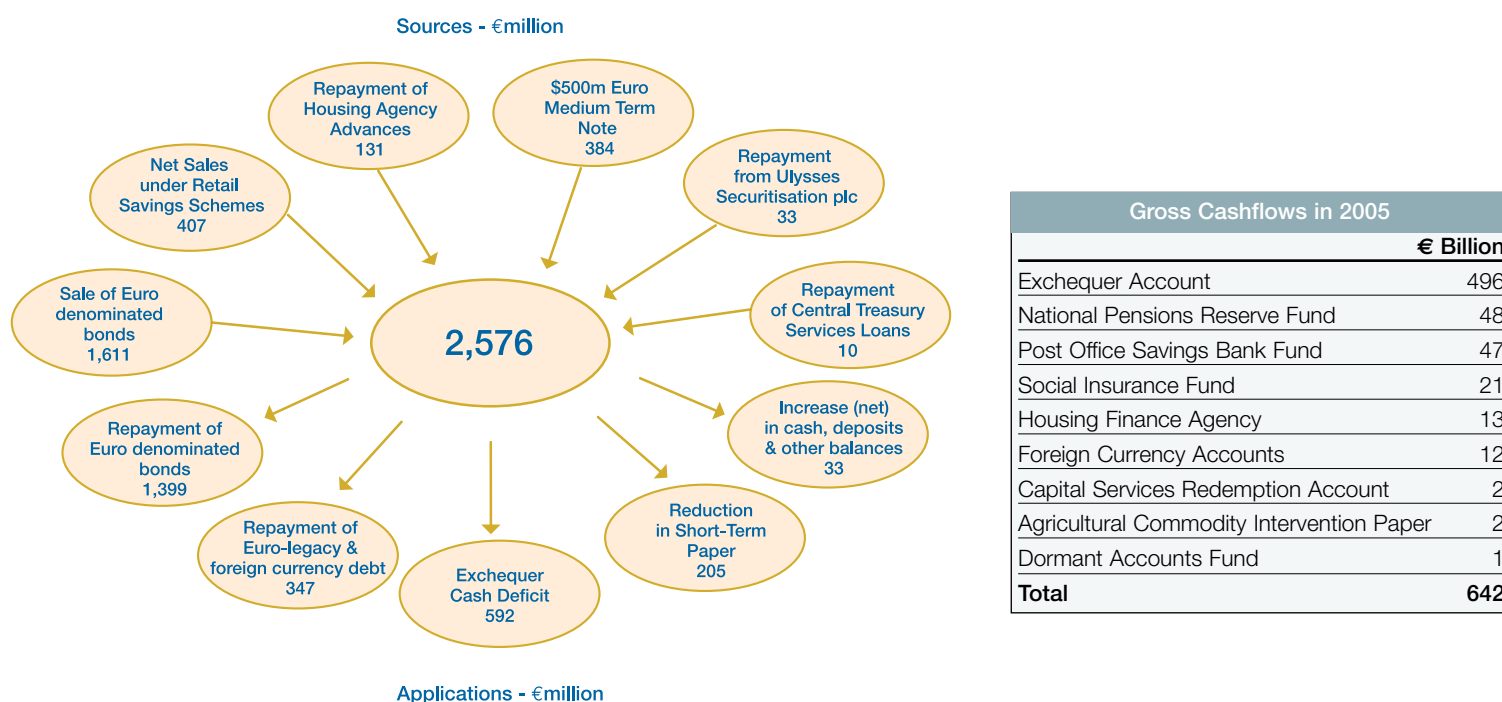 Sources - €million
Repayment of
Housing Agency
Advances
131
$500m Euro
Medium Term
Note
384
Net Sales
under Retail
Savings Schemes
407
Repayment
from Ulysses
Securitisation plc
33
Sale of Euro
denominated
bonds
1,611
2,576
Repayment
of Central Treasury
Services Loans
10
Repayment of
Euro denominated
bonds
1,399
Increase (net)
in cash, deposits
& other balances
33
Repayment of
Euro-legacy &
foreign currency debt
347
Exchequer
Cash Deficit
592
Reduction
in Short-Term
Paper
205
Applications - €million
Gross Cashflows in 2005
€ Billion
Exchequer Account 496
National Pensions Reserve Fund 48
Post Office Savings Bank Fund 47
Social Insurance Fund 21
Housing Finance Agency 13
Foreign Currency Accounts 12
Capital Services Redemption Account 2
Agricultural Commodity Intervention Paper 2
Dormant Accounts Fund 1
Total 642